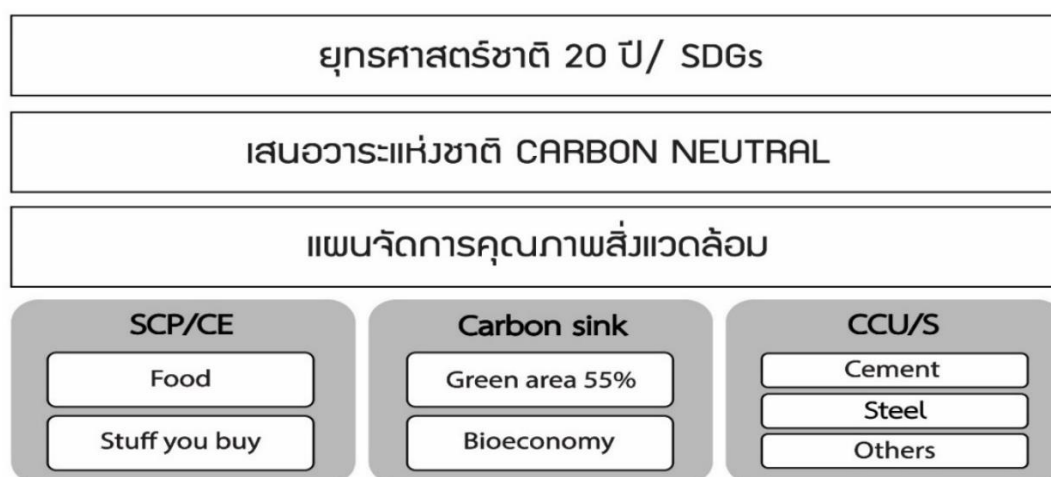 ยุทธศาสตร์ชาติ 20 ปี/ SDGs
เสนอวาระแห่งชาติ CARBON NEUTRAL
แผนจัดการคุณภาพสิ่งแวดล้อม
SCP/CE
Food
Stuff you buy
Carbon sink
Green area 55%
Bioeconomy
CCU/S
Cement
Steel
Others